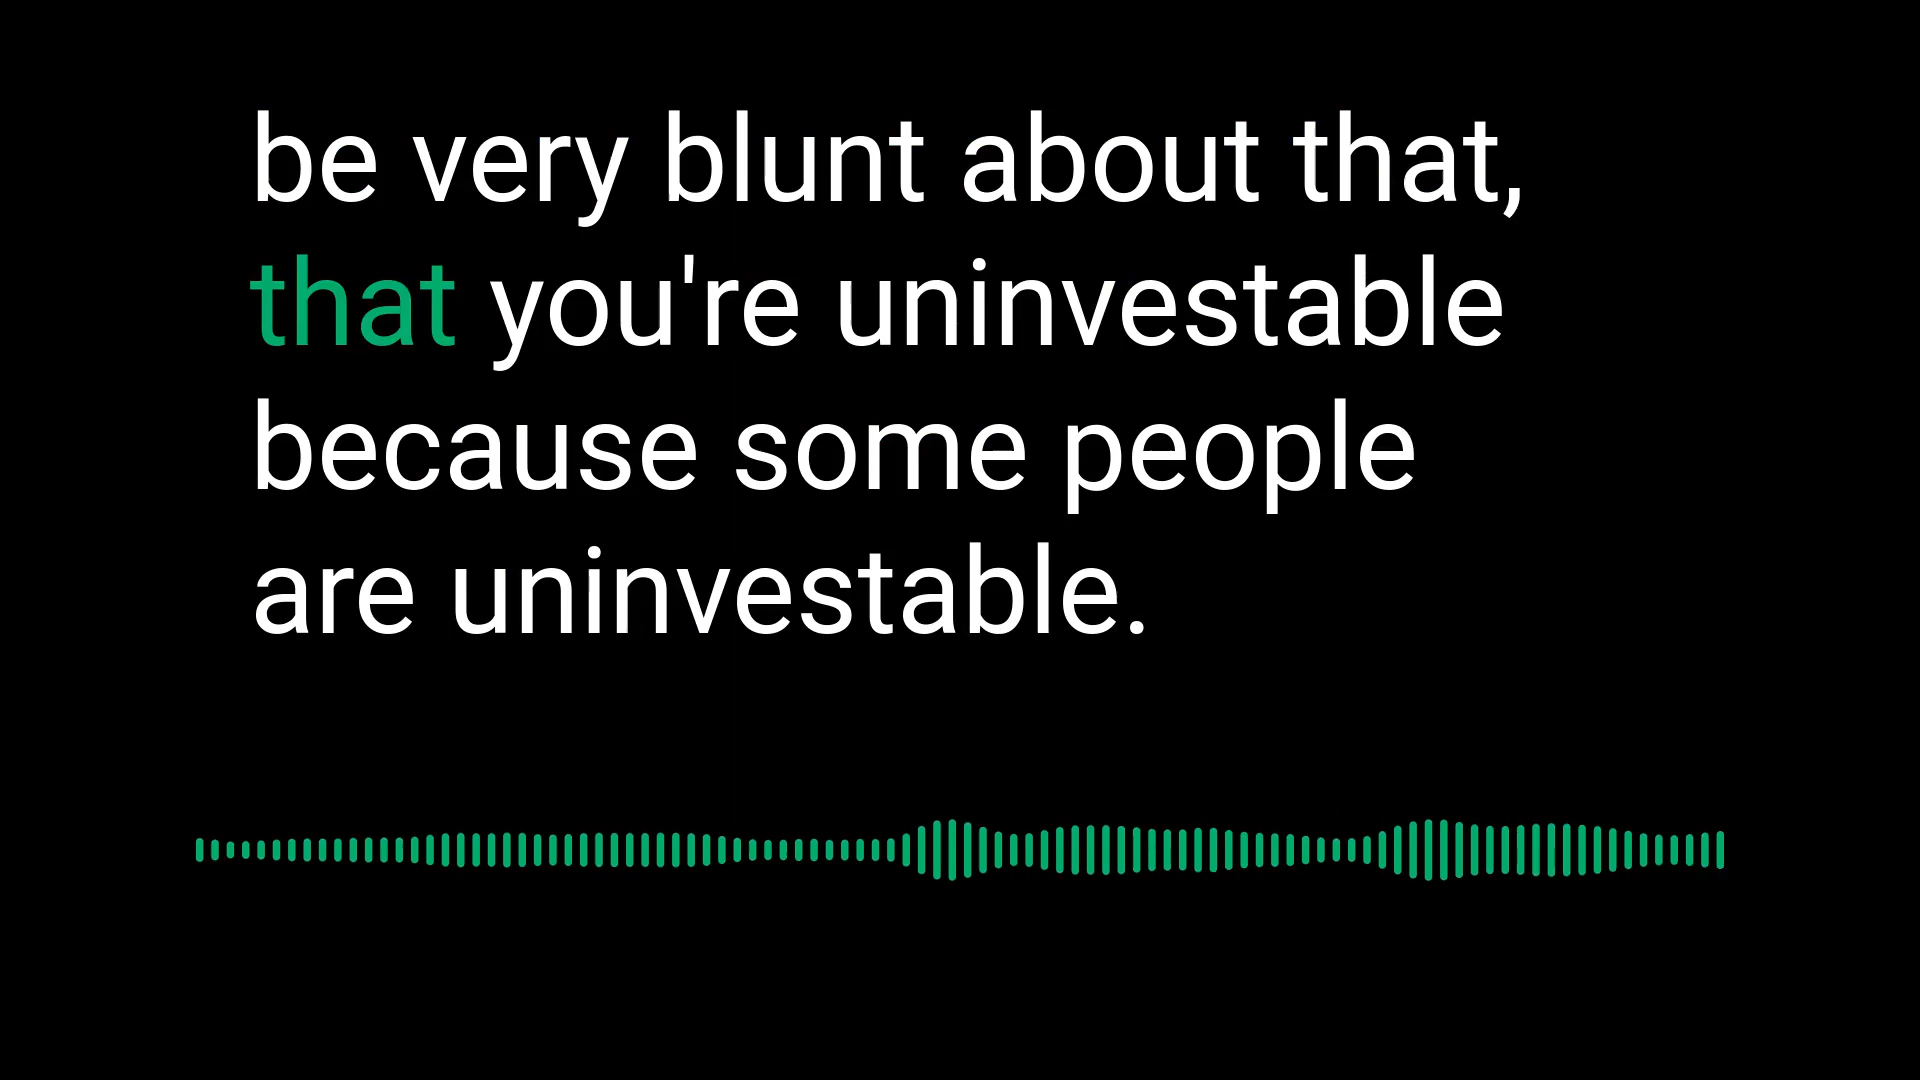 be very blunt about that,
that you're uninvestable
because some people
are uninvestable.